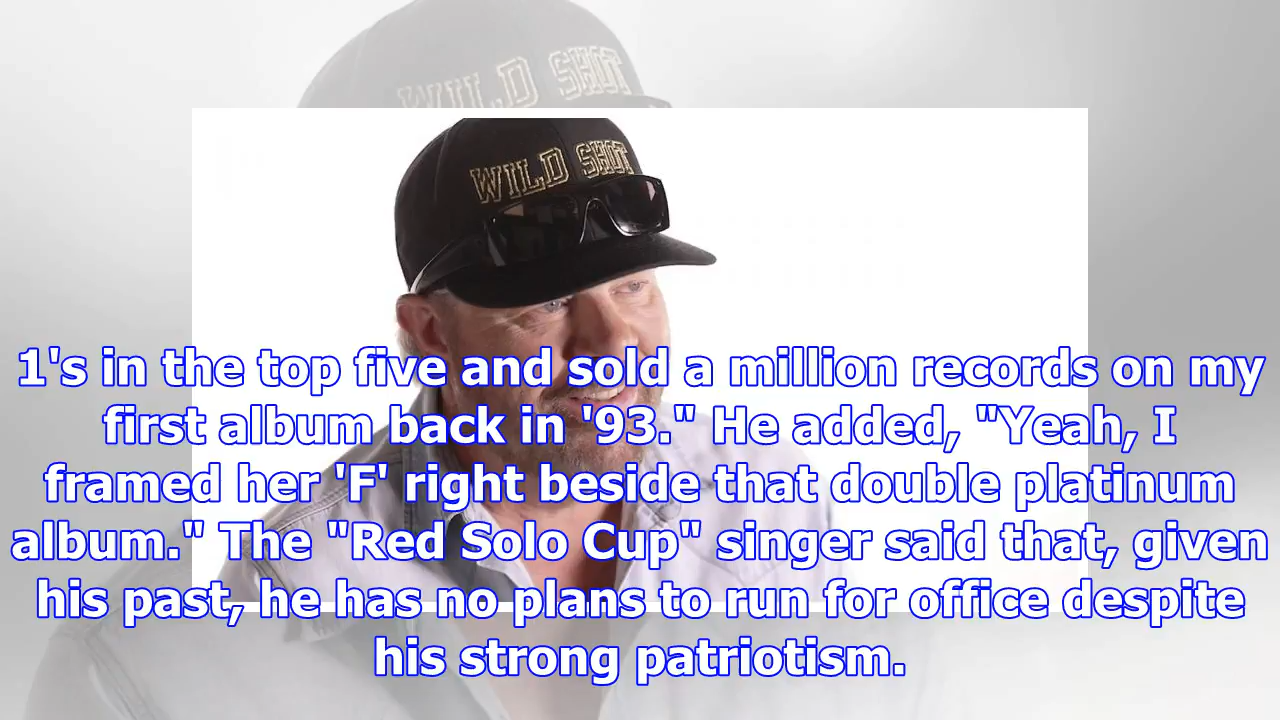 WILD SHOT
WILD SHOT
1's in the top five and sold a million records on my
first album back in '93." He added, "Yeah, I
framed her 'F' right beside that double platinum
album." The "Red Solo Cup" singer said that, given
his past, he has no plans to run for office despite
his strong patriotism.